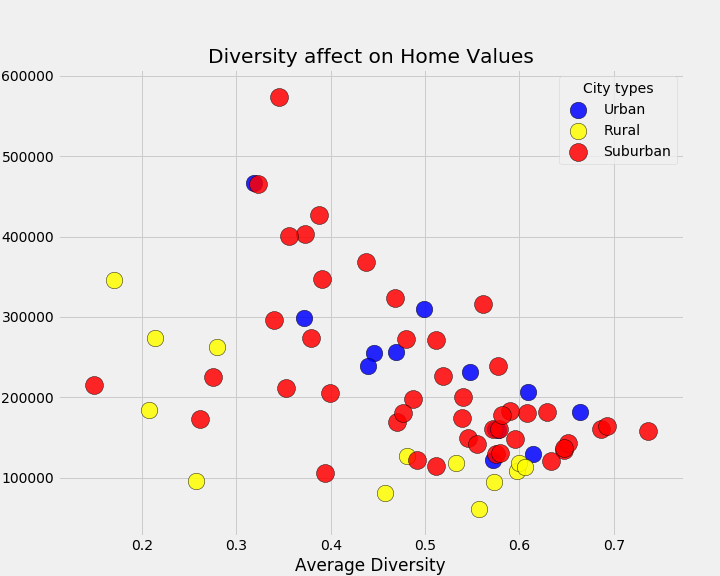 Diversity affect on Home Values
600000
500000
400000
300000
200000
100000
City types
Urban
Rural
Suburban
0.2 0.3 0.4 0.5 0.6 0.7
Average Diversity